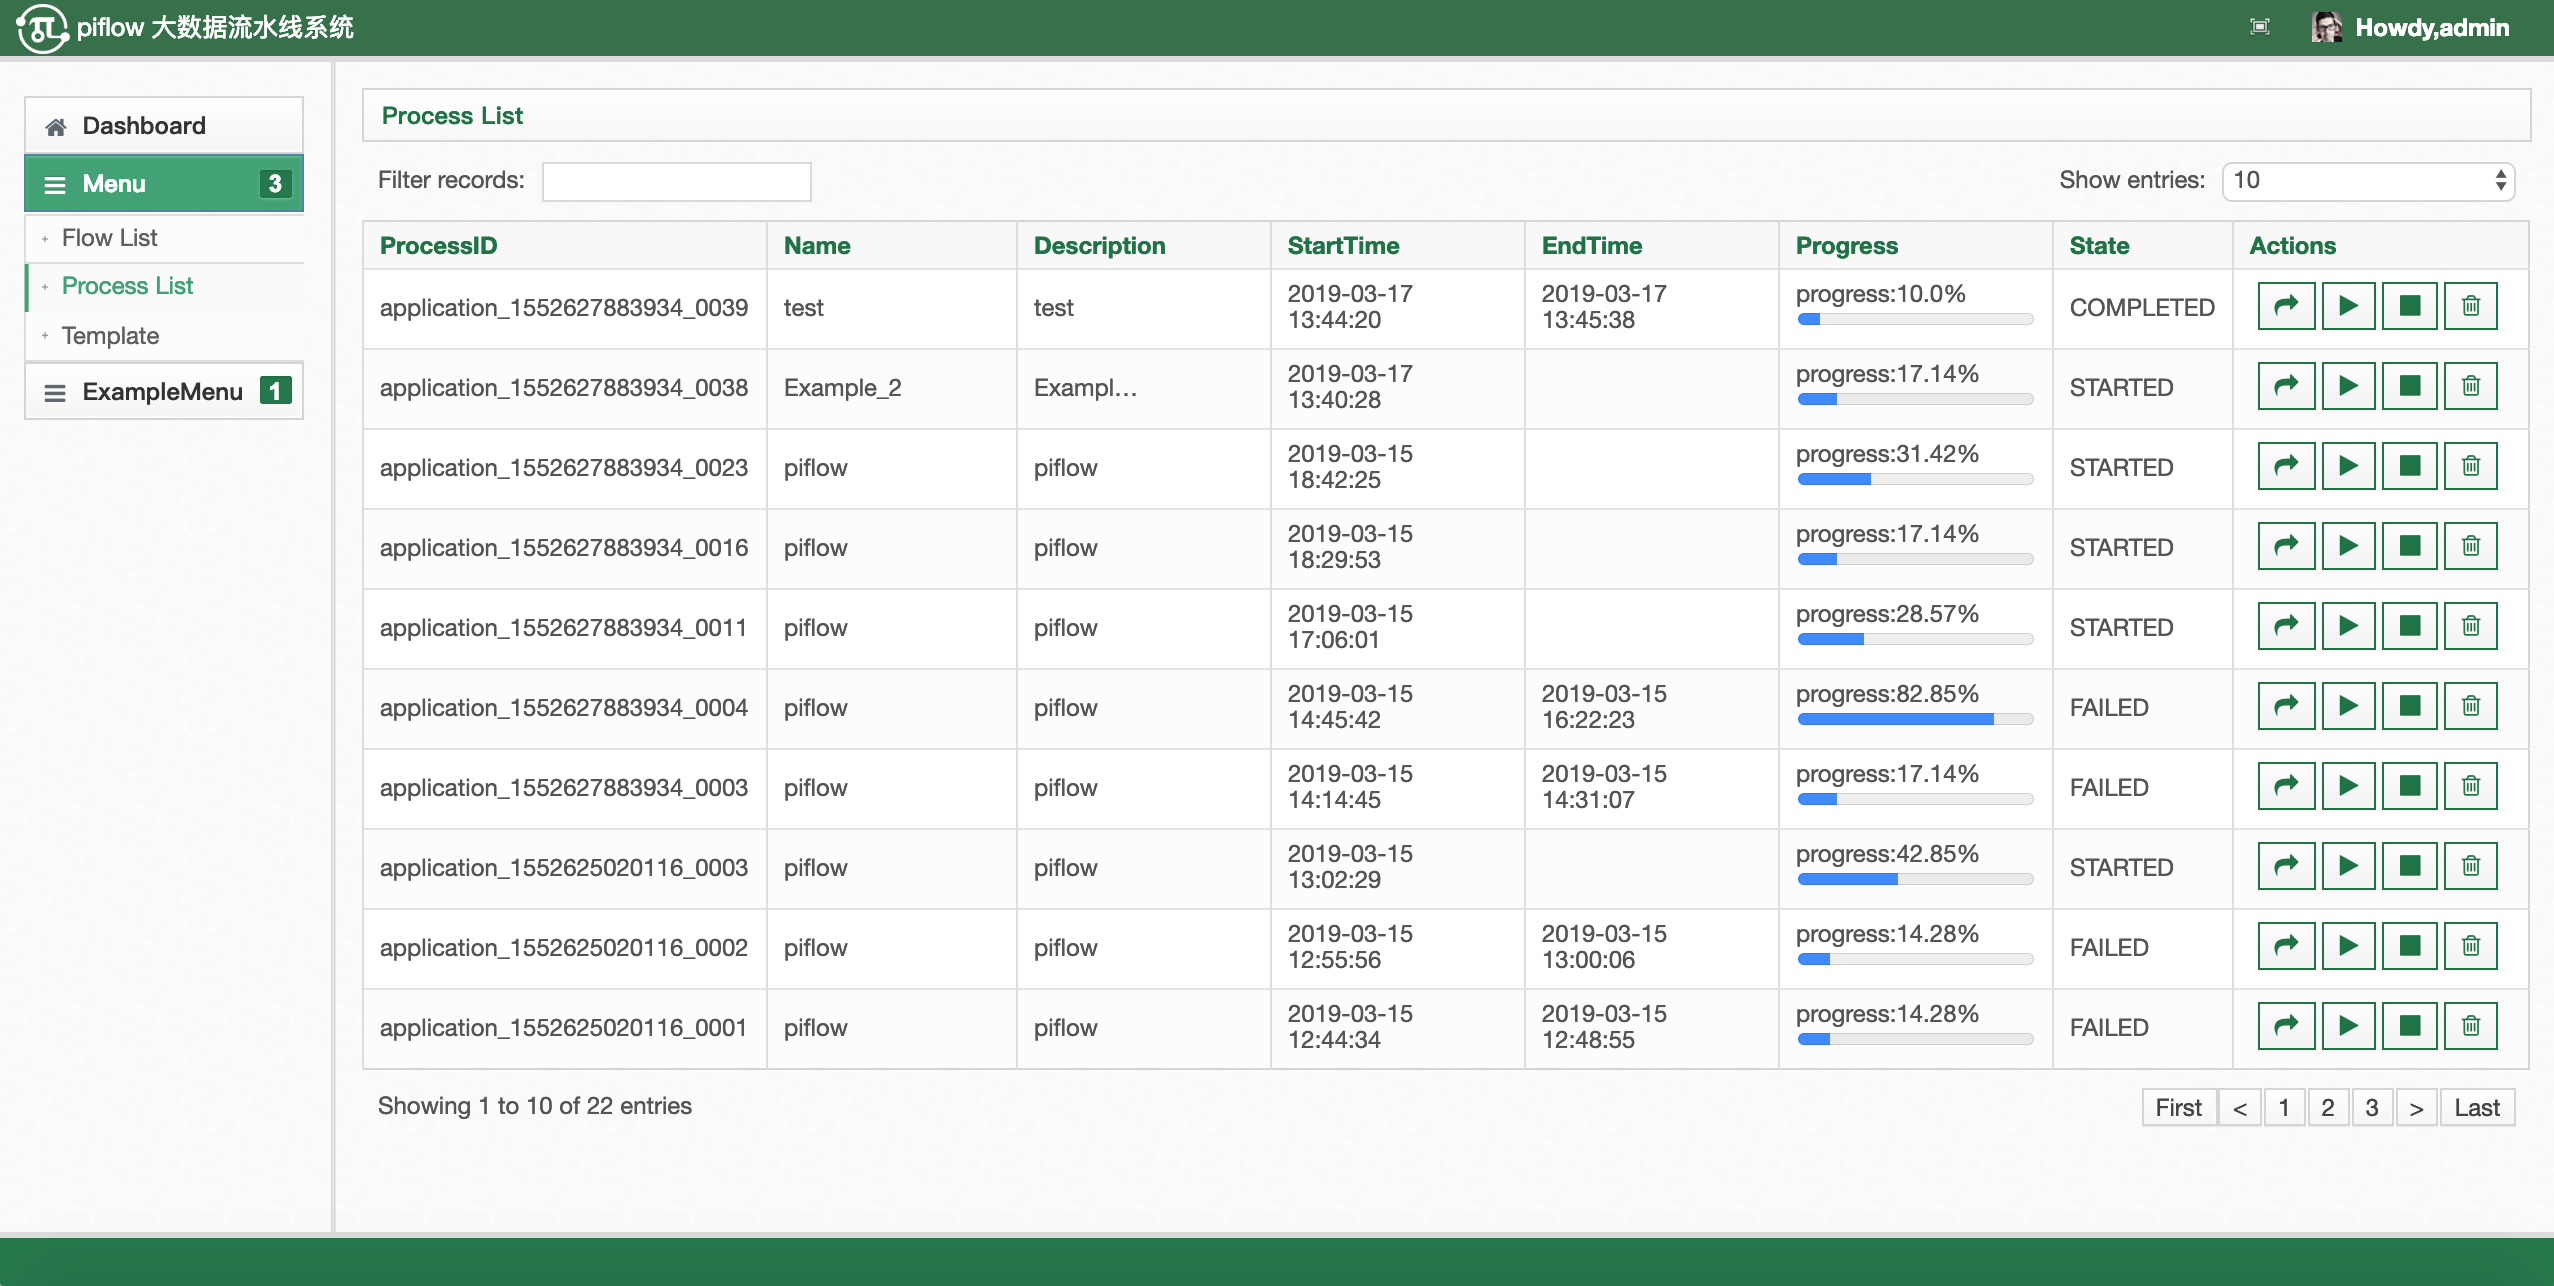 piflow 大数据流水线系统
Howdy,admin
Dashboard
Menu 3
Flow List
Process List
Template
ExampleMenu 1
Process List
Filter records:
Show entries: 10
ProcessID Name Description StartTime EndTime Progress State Actions
application_1552627883934_0039 test test 2019-03-17 13:44:20 2019-03-17 13:45:38 progress:10.0% COMPLETED
application_1552627883934_0038 Example_2 Exampl... 2019-03-17 13:40:28 progress:17.14% STARTED
application_1552627883934_0023 piflow piflow 2019-03-15 18:42:25 progress:31.42% STARTED
application_1552627883934_0016 piflow piflow 2019-03-15 18:29:53 progress:17.14% STARTED
application_1552627883934_0011 piflow piflow 2019-03-15 17:06:01 progress:28.57% STARTED
application_1552627883934_0004 piflow piflow 2019-03-15 14:45:42 2019-03-15 16:22:23 progress:82.85% FAILED
application_1552627883934_0003 piflow piflow 2019-03-15 14:14:45 2019-03-15 14:31:07 progress:17.14% FAILED
application_1552625020116_0003 piflow piflow 2019-03-15 13:02:29 progress:42.85% STARTED
application_1552625020116_0002 piflow piflow 2019-03-15 12:55:56 2019-03-15 13:00:06 progress:14.28% FAILED
application_1552625020116_0001 piflow piflow 2019-03-15 12:44:34 2019-03-15 12:48:55 progress:14.28% FAILED
Showing 1 to 10 of 22 entries
First < 1 2 3 > Last